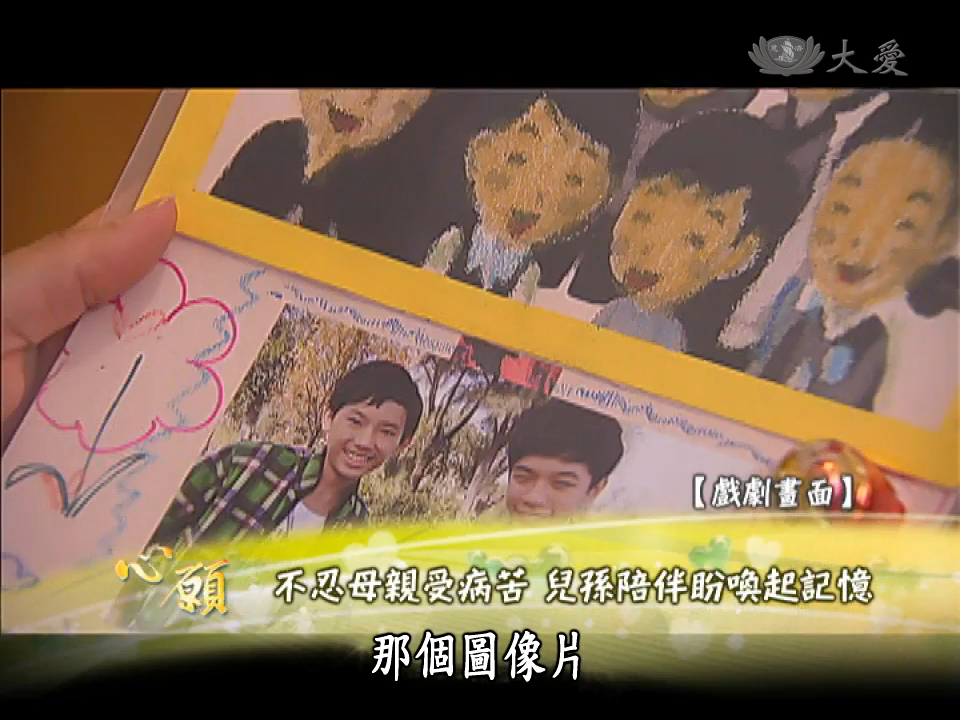 大愛
【戲劇畫面】
心願
不忍母親受病苦 兒孫陪伴盼喚起記憶
那個圖像片